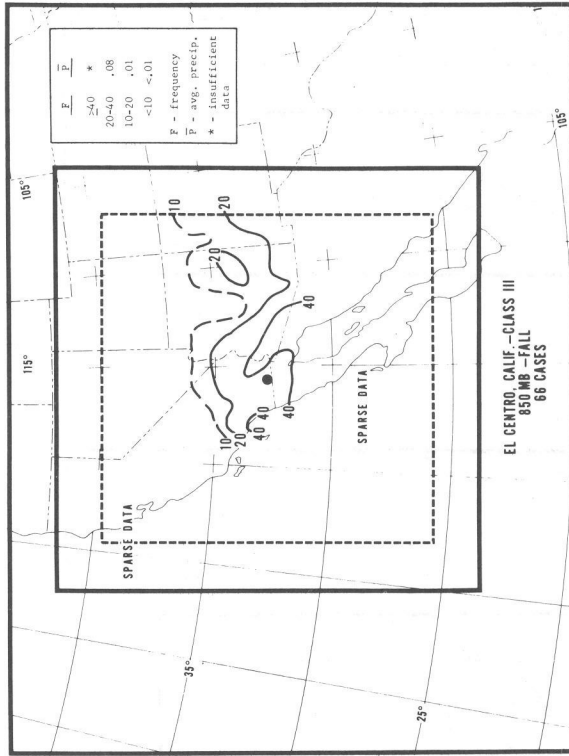 F P
≥40 *
20-40 .08
10-20 .01
<10 <.01
F - frequency
P̅ - avg. precip.
* - insufficient
data
115°
105°
105°
35°
25°
10
20
20
40
10
20
40
40
40
SPARSE DATA
SPARSE DATA
EL CENTRO, CALIF.–CLASS III
850 MB –FALL
66 CASES